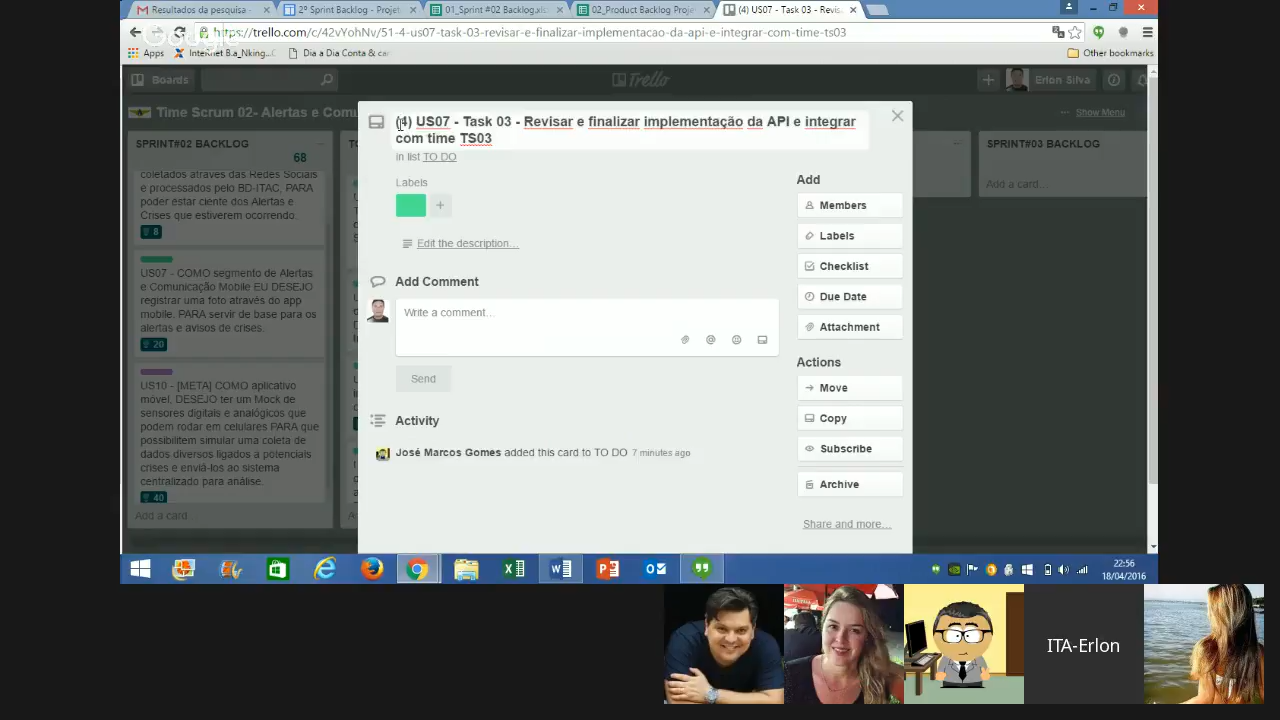 Resultados da pesquisa -
2º Sprint Backlog - Projet
01_Sprint #02 Backlog.xls
02_Product Backlog Proje
(4) US07 - Task 03 - Revis
Google
https://trello.com/c/42vYohNv/51-4-us07-task-03-revisar-e-finalizar-implementacao-da-api-e-integrar-com-time-ts03
Apps
Dia a Dia Conta & car
Other bookmarks
Boards
Trello
Erlon Silva
Time Scrum 02- Alertas e Co
Show Menu
SPRINT#02 BACKLOG
68
coletados através das Redes Sociais
e processados pelo BD-ITAC, PARA
poder estar ciente dos Alertas e
Crises que estiverem ocorrendo.
8
US07 - COMO segmento de Alertas
e Comunicação Mobile EU DESEJO
registrar uma foto através do app
mobile. PARA servir de base para os
alertas e avisos de crises.
20
US10 - [META] COMO aplicativo
móvel, DESEJO ter um Mock de
sensores digitais e analógicos que
podem rodar em celulares PARA que
possibilitem simular uma coleta de
dados diversos ligados a potenciais
crises e enviá-los ao sistema
centralizado para análise.
40
Add a card…
(4) US07 - Task 03 - Revisar e finalizar implementação da API e integrar
com time TS03
in list TO DO
Labels
Edit the description…
Add Comment
Write a comment…
Send
Activity
José Marcos Gomes added this card to TO DO 7 minutes ago
Add
Members
Labels
Checklist
Due Date
Attachment
Actions
Move
Copy
Subscribe
Archive
Share and more…
SPRINT#03 BACKLOG
Add a card…
22:56
18/04/2016
ITA-Erlon